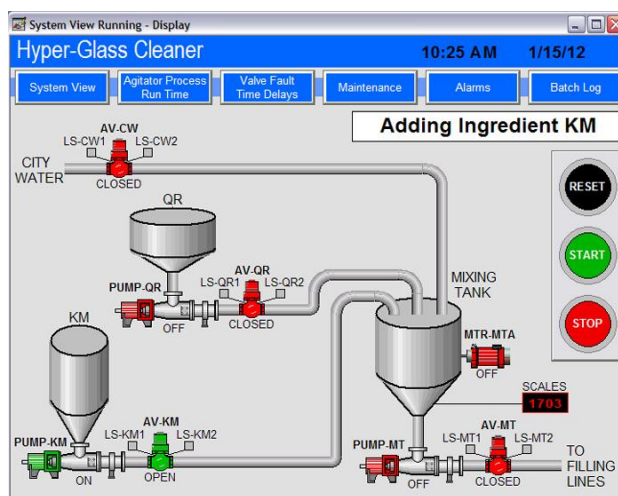 System View Running - Display
Hyper-Glass Cleaner
10:25 AM 1/15/12
System View
Agitator Process
Run Time
Valve Fault
Time Delays
Maintenance
Alarms
Batch Log
Adding Ingredient KM
AV-CW
LS-CW1
LS-CW2
CITY
WATER
CLOSED
RESET
QR
START
PUMP-QR
AV-QR
LS-QR1
LS-QR2
OFF
CLOSED
MIXING
TANK
STOP
KM
MTR-MTA
OFF
SCALES
1703
PUMP-KM
AV-KM
LS-KM1
LS-KM2
ON
OPEN
PUMP-MT
AV-MT
LS-MT1
LS-MT2
OFF
CLOSED
TO
FILLING
LINES